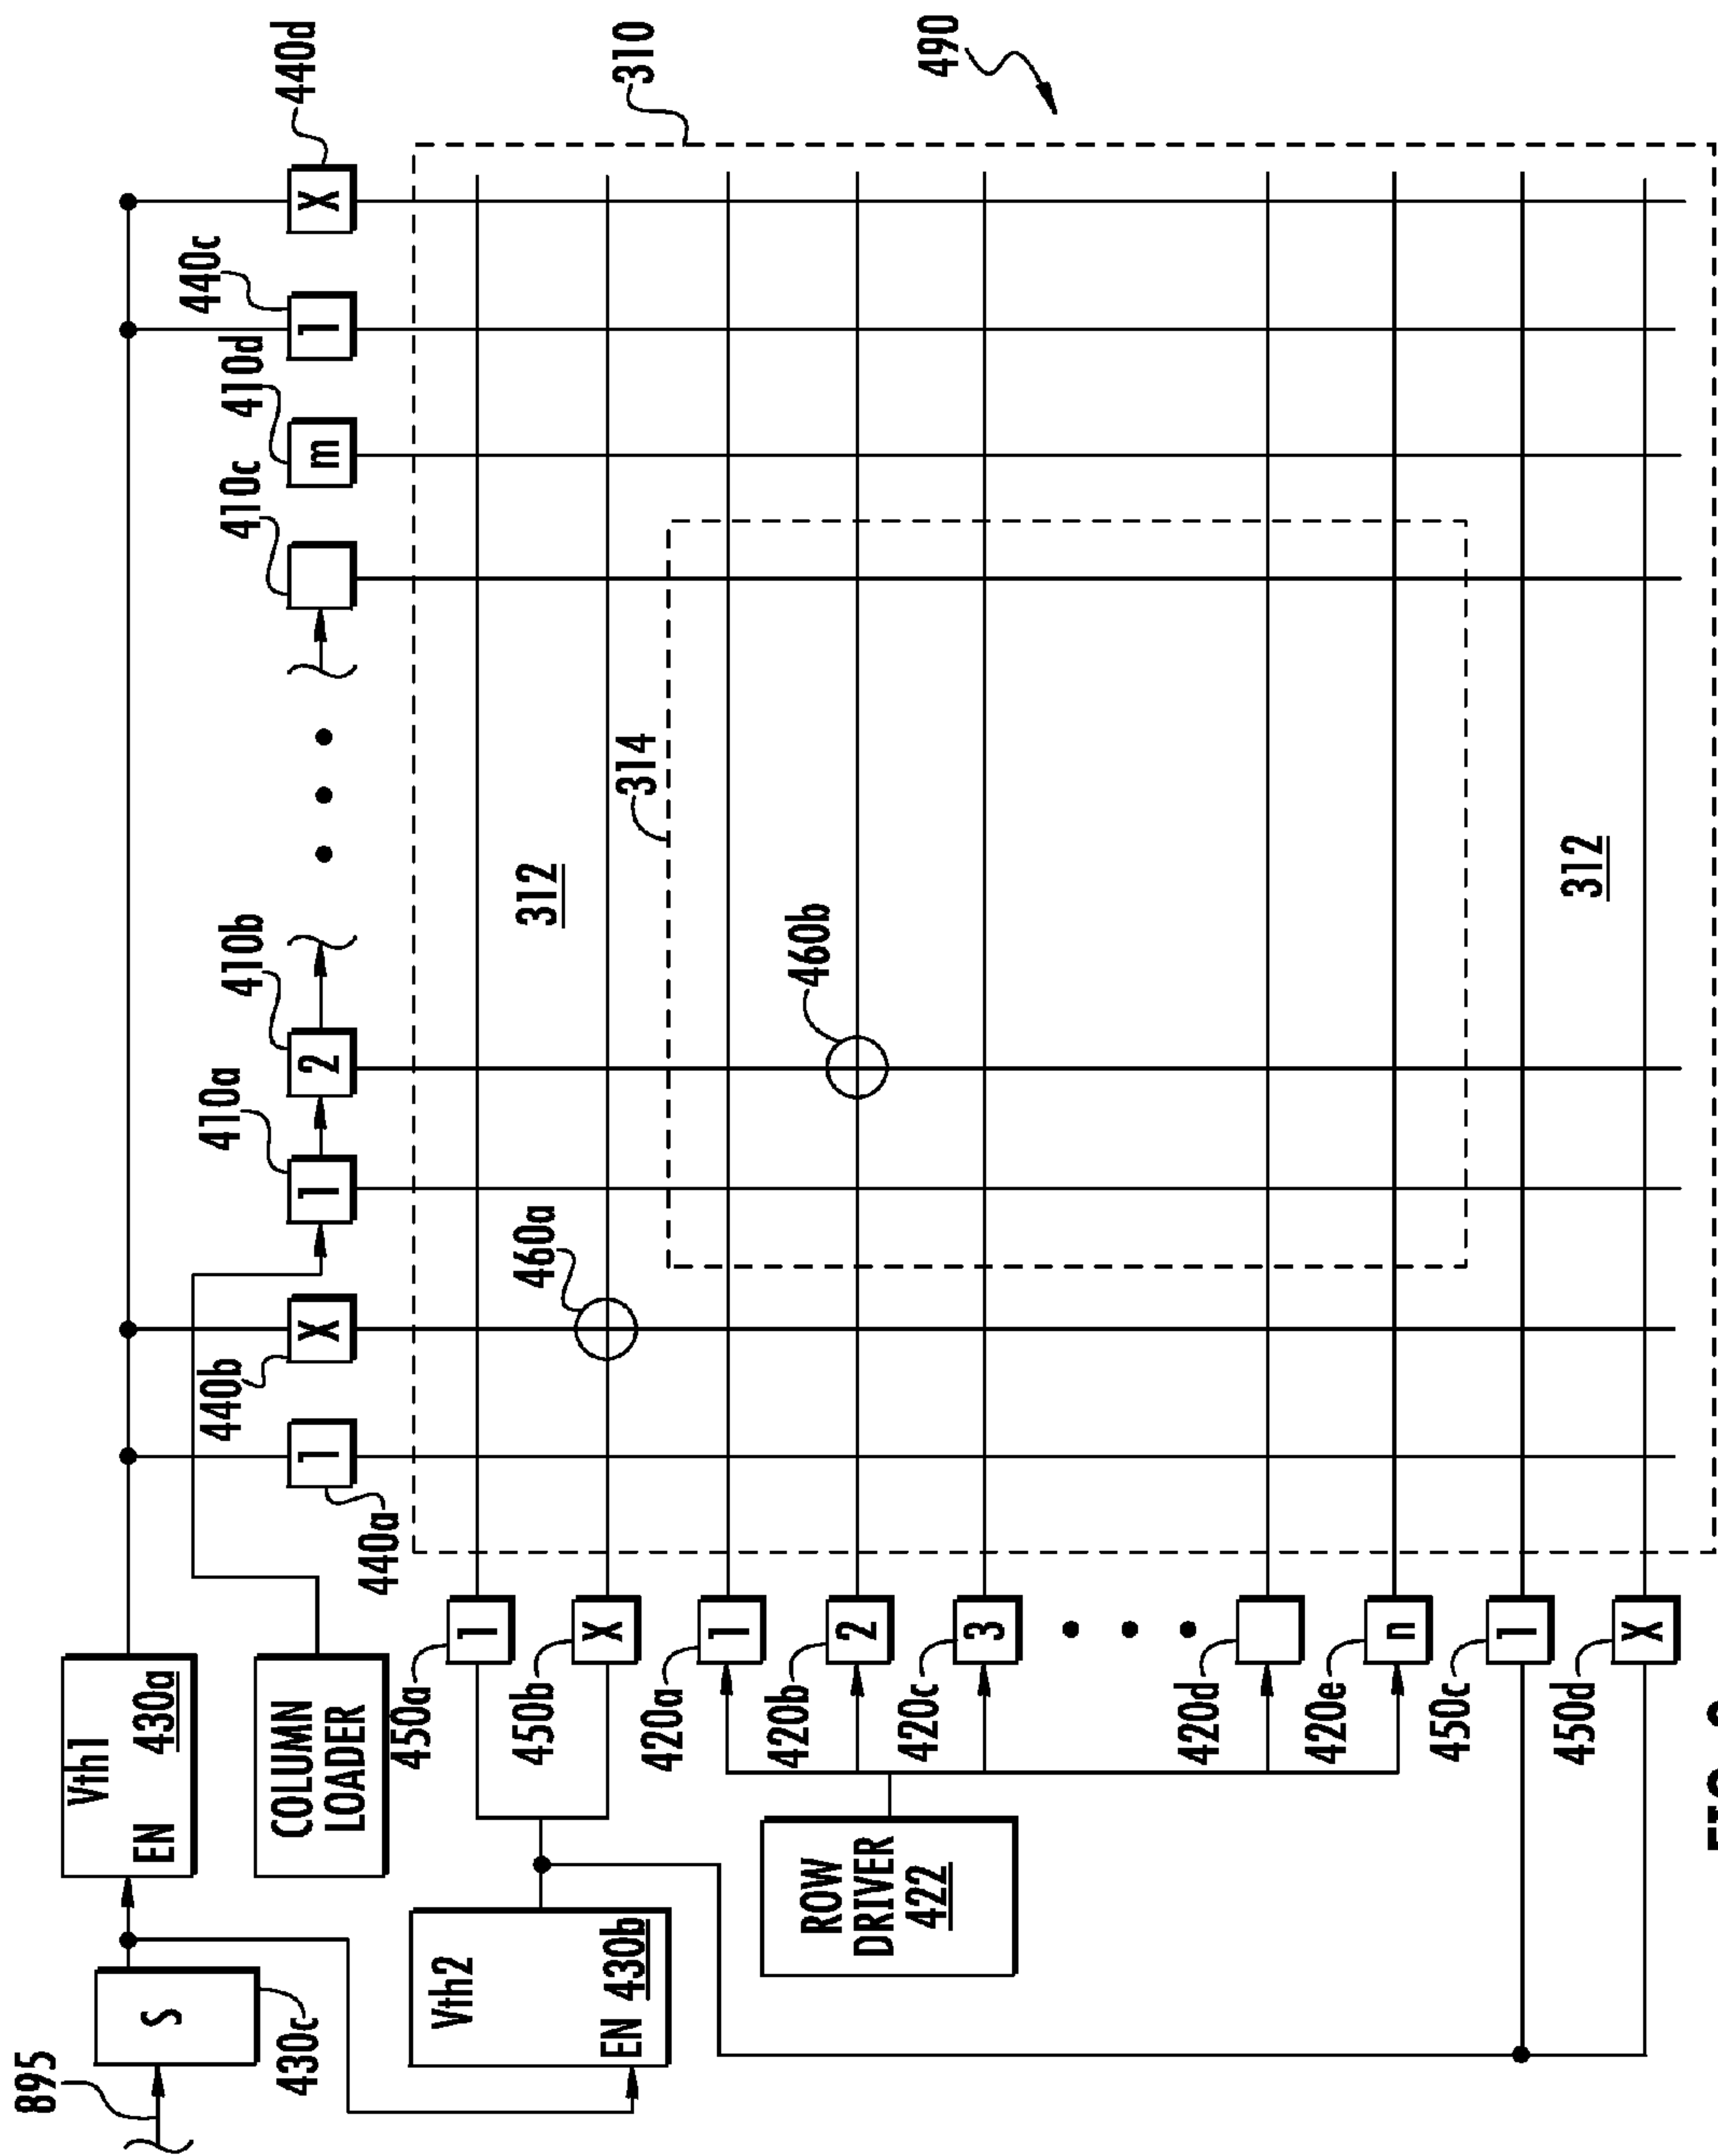 895
S
430c
Vth1
EN 430a
COLUMN
LOADER
Vth2
EN 430b
ROW
DRIVER
422
440a
1
440b
X
410a
1
410b
2
410c
410d
m
440c
1
440d
X
310
490
450a
1
450b
X
420a
1
420b
2
420c
3
420d
420e
n
450c
1
450d
X
460a
460b
312
314
312